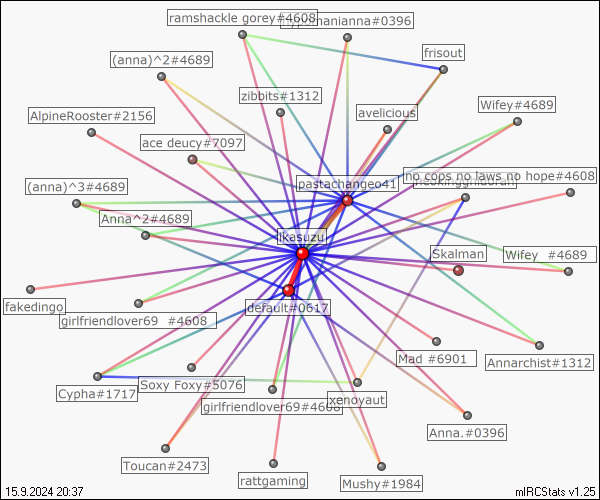 ramshackle gorey#4608
hannianna#0396
frisout
(anna)^2#4689
zibbits#1312
Wifey#4689
AlpineRooster#2156
avelicious
ace deucy#7097
no cops no laws no hope#4608
pastachangeo41
(anna)^3#4689
Anna^2#4689
ikasuzu
Skalman
Wifey #4689
fakedingo
default#0617
girlfriendlover69 #4608
Mad #6901
Annarchist#1312
Soxy Foxy#5076
Cypha#1717
xenoyaut
girlfriendlover69#4608
Anna.#0396
Toucan#2473
rattgaming
Mushy#1984
15.9.2024 20:37
mIRCStats v1.25